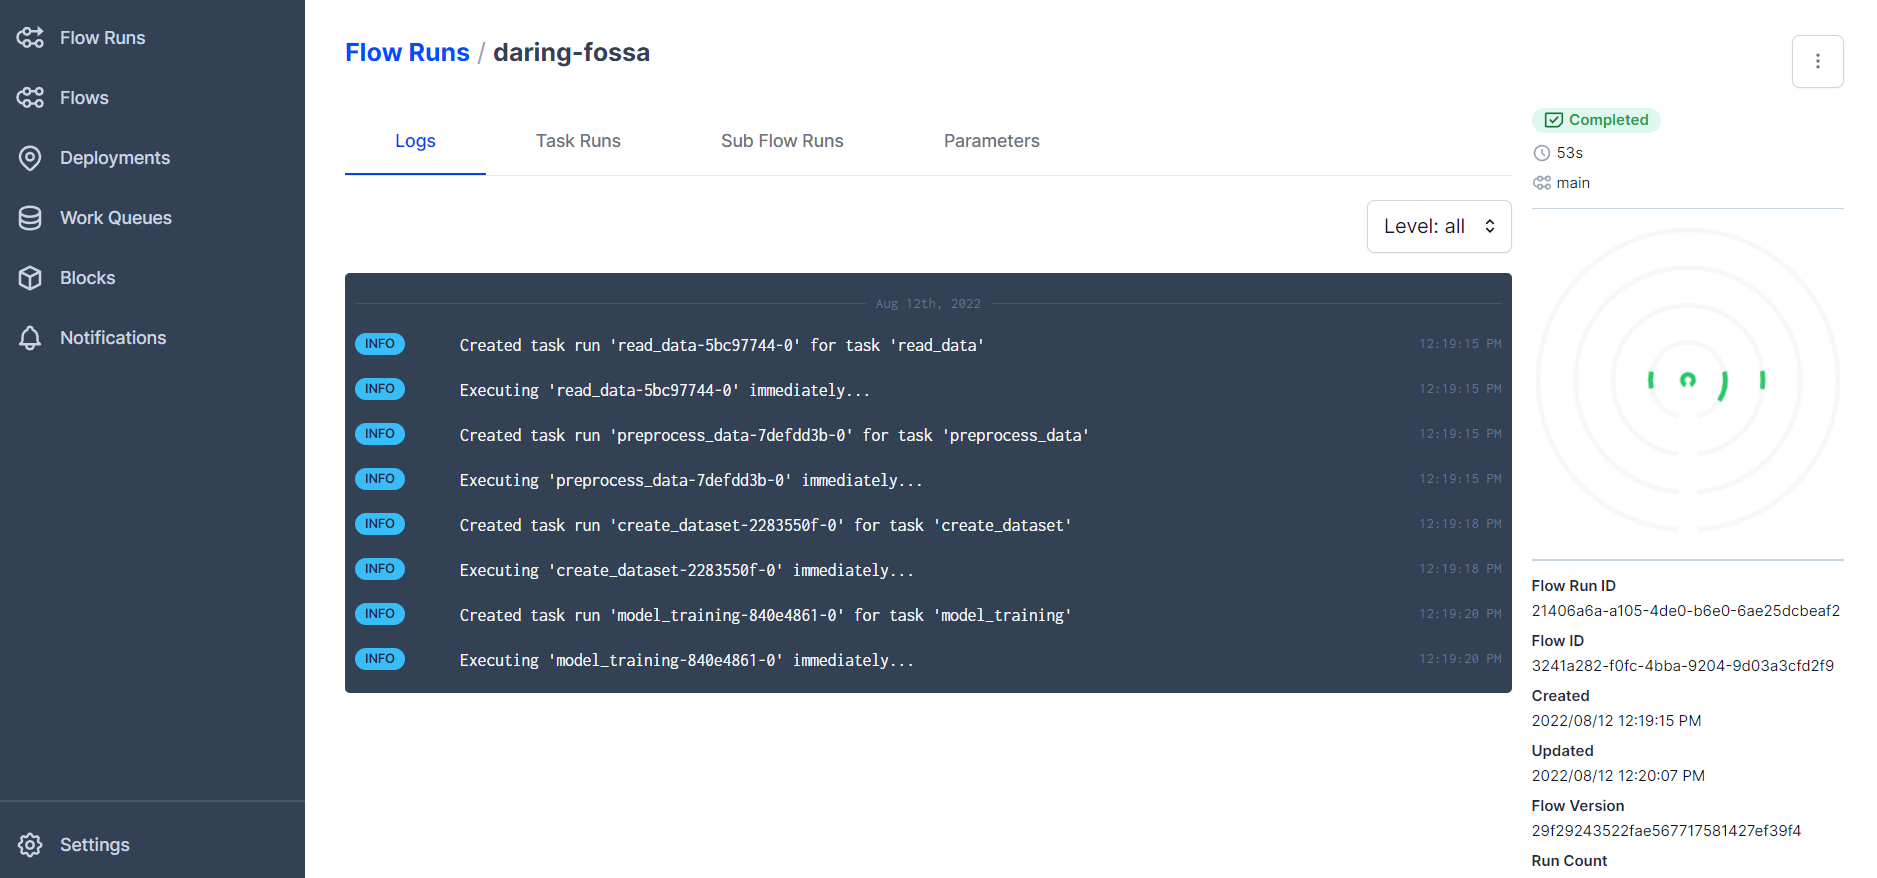 Flow Runs
Flows
Deployments
Work Queues
Blocks
Notifications
Settings
Flow Runs / daring-fossa
Logs
Task Runs
Sub Flow Runs
Parameters
Level: all
Aug 12th, 2022
INFO Created task run 'read_data-5bc97744-0' for task 'read_data' 12:19:15 PM
INFO Executing 'read_data-5bc97744-0' immediately... 12:19:15 PM
INFO Created task run 'preprocess_data-7defdd3b-0' for task 'preprocess_data' 12:19:15 PM
INFO Executing 'preprocess_data-7defdd3b-0' immediately... 12:19:15 PM
INFO Created task run 'create_dataset-2283550f-0' for task 'create_dataset' 12:19:18 PM
INFO Executing 'create_dataset-2283550f-0' immediately... 12:19:18 PM
INFO Created task run 'model_training-840e4861-0' for task 'model_training' 12:19:20 PM
INFO Executing 'model_training-840e4861-0' immediately... 12:19:20 PM
Completed
53s
main
Flow Run ID
21406a6a-a105-4de0-b6e0-6ae25dcbeaf2
Flow ID
3241a282-f0fc-4bba-9204-9d03a3cfd2f9
Created
2022/08/12 12:19:15 PM
Updated
2022/08/12 12:20:07 PM
Flow Version
29f29243522fae567717581427ef39f4
Run Count